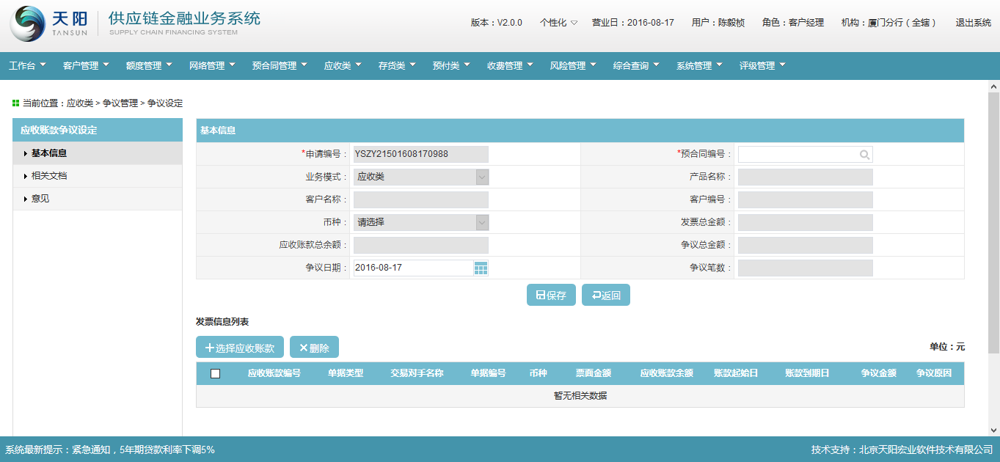 天阳 TANSUN 供应链金融业务系统
SUPPLY CHAIN FINANCING SYSTEM
版本：V2.0.0 个性化 营业日：2016-08-17 用户：陈毅桢 角色：客户经理 机构：厦门分行（全辖） 退出系统
工作台 客户管理 额度管理 网络管理 预合同管理 应收类 存货类 预付类 收费管理 风险管理 综合查询 系统管理 评级管理
当前位置：应收类 > 争议管理 > 争议设定
应收账款争议设定
基本信息
相关文档
意见
基本信息
*申请编号： YSZY21501608170988 *预合同编号：
业务模式： 应收类 产品名称：
客户名称： 客户编号：
币种： 请选择 发票总金额：
应收账款总余额： 争议总金额：
争议日期： 2016-08-17 争议笔数：
保存 返回
发票信息列表
选择应收账款 删除 单位：元
应收账款编号 单据类型 交易对手名称 单据编号 币种 票面金额 应收账款余额 账款起始日 账款到期日 争议金额 争议原因
暂无相关数据
系统最新提示：紧急通知，5年期贷款利率下调5% 技术支持：北京天阳宏业软件技术有限公司